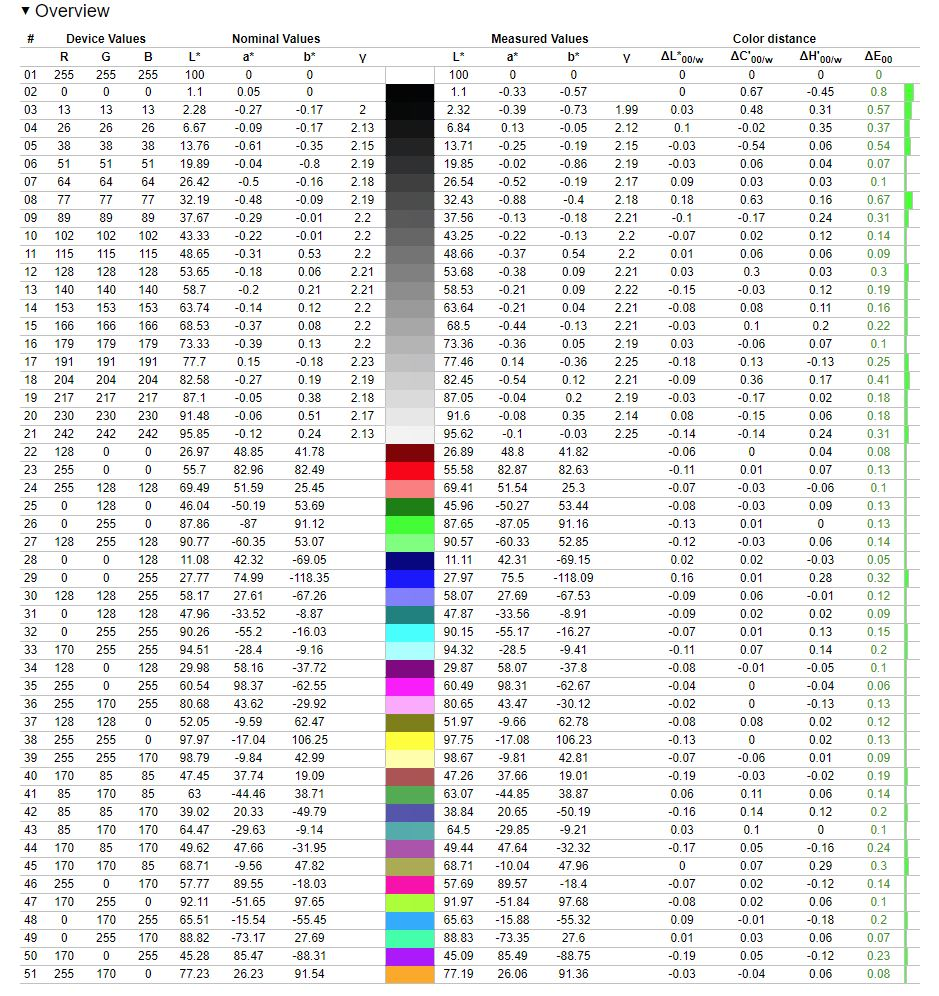 ▼ Overview
# Device Values Nominal Values Measured Values Color distance
R G B L* a* b* γ L* a* b* γ ΔL*00/w ΔC'00/w ΔH'00/w ΔE00
01 255 255 255 100 0 0 100 0 0 0 0 0 0
02 0 0 0 1.1 0.05 0 1.1 -0.33 -0.57 0 0.67 -0.45 0.8
03 13 13 13 2.28 -0.27 -0.17 2 2.32 -0.39 -0.73 1.99 0.03 0.48 0.31 0.57
04 26 26 26 6.67 -0.09 -0.17 2.13 6.84 0.13 -0.05 2.12 0.1 -0.02 0.35 0.37
05 38 38 38 13.76 -0.61 -0.35 2.15 13.71 -0.25 -0.19 2.15 -0.03 -0.54 0.06 0.54
06 51 51 51 19.89 -0.04 -0.8 2.19 19.85 -0.02 -0.86 2.19 -0.03 0.06 0.04 0.07
07 64 64 64 26.42 -0.5 -0.16 2.18 26.54 -0.52 -0.19 2.17 0.09 0.03 0.03 0.1
08 77 77 77 32.19 -0.48 -0.09 2.19 32.43 -0.88 -0.4 2.18 0.18 0.63 0.16 0.67
09 89 89 89 37.67 -0.29 -0.01 2.2 37.56 -0.13 -0.18 2.21 -0.1 -0.17 0.24 0.31
10 102 102 102 43.33 -0.22 -0.01 2.2 43.25 -0.22 -0.13 2.2 -0.07 0.02 0.12 0.14
11 115 115 115 48.65 -0.31 0.53 2.2 48.66 -0.37 0.54 2.2 0.01 0.06 0.06 0.09
12 128 128 128 53.65 -0.18 0.06 2.21 53.68 -0.38 0.09 2.21 0.03 0.3 0.03 0.3
13 140 140 140 58.7 -0.2 0.21 2.21 58.53 -0.21 0.09 2.22 -0.15 -0.03 0.12 0.19
14 153 153 153 63.74 -0.14 0.12 2.2 63.64 -0.21 0.04 2.21 -0.08 0.08 0.11 0.16
15 166 166 166 68.53 -0.37 0.08 2.2 68.5 -0.44 -0.13 2.21 -0.03 0.1 0.2 0.22
16 179 179 179 73.33 -0.39 0.13 2.2 73.36 -0.36 0.05 2.19 0.03 -0.06 0.07 0.1
17 191 191 191 77.7 0.15 -0.18 2.23 77.46 0.14 -0.36 2.25 -0.18 0.13 -0.13 0.25
18 204 204 204 82.58 -0.27 0.19 2.19 82.45 -0.54 0.12 2.21 -0.09 0.36 0.17 0.41
19 217 217 217 87.1 -0.05 0.38 2.18 87.05 -0.04 0.2 2.19 -0.03 -0.17 0.02 0.18
20 230 230 230 91.48 -0.06 0.51 2.17 91.6 -0.08 0.35 2.14 0.08 -0.15 0.06 0.18
21 242 242 242 95.85 -0.12 0.24 2.13 95.62 -0.1 -0.03 2.25 -0.14 -0.14 0.24 0.31
22 128 0 0 26.97 48.85 41.78 26.89 48.8 41.82 -0.06 0 0.04 0.08
23 255 0 0 55.7 82.96 82.49 55.58 82.87 82.63 -0.11 0.01 0.07 0.13
24 255 128 128 69.49 51.59 25.45 69.41 51.54 25.3 -0.07 -0.03 -0.06 0.1
25 0 128 0 46.04 -50.19 53.69 45.96 -50.27 53.44 -0.08 -0.03 0.09 0.13
26 0 255 0 87.86 -87 91.12 87.65 -87.05 91.16 -0.13 0.01 0 0.13
27 128 255 128 90.77 -60.35 53.07 90.57 -60.33 52.85 -0.12 -0.03 0.06 0.14
28 0 0 128 11.08 42.32 -69.05 11.11 42.31 -69.15 0.02 0.02 -0.03 0.05
29 0 0 255 27.77 74.99 -118.35 27.97 75.5 -118.09 0.16 0.01 0.28 0.32
30 128 128 255 58.17 27.61 -67.26 58.07 27.69 -67.53 -0.09 0.06 -0.01 0.12
31 0 128 128 47.96 -33.52 -8.87 47.87 -33.56 -8.91 -0.09 0.02 0.02 0.09
32 0 255 255 90.26 -55.2 -16.03 90.15 -55.17 -16.27 -0.07 0.01 0.13 0.15
33 170 255 255 94.51 -28.4 -9.16 94.32 -28.5 -9.41 -0.11 0.07 0.14 0.2
34 128 0 128 29.98 58.16 -37.72 29.87 58.07 -37.8 -0.08 -0.01 -0.05 0.1
35 255 0 255 60.54 98.37 -62.55 60.49 98.31 -62.67 -0.04 0 -0.04 0.06
36 255 170 255 80.68 43.62 -29.92 80.65 43.47 -30.12 -0.02 0 -0.13 0.13
37 128 128 0 52.05 -9.59 62.47 51.97 -9.66 62.78 -0.08 0.08 0.02 0.12
38 255 255 0 97.97 -17.04 106.25 97.75 -17.08 106.23 -0.13 0 0.02 0.13
39 255 255 170 98.79 -9.84 42.99 98.67 -9.81 42.81 -0.07 -0.06 0.01 0.09
40 170 85 85 47.45 37.74 19.09 47.26 37.66 19.01 -0.19 -0.03 -0.02 0.19
41 85 170 85 63 -44.46 38.71 63.07 -44.85 38.87 0.06 0.11 0.06 0.14
42 85 85 170 39.02 20.33 -49.79 38.84 20.65 -50.19 -0.16 0.14 0.12 0.2
43 85 170 170 64.47 -29.63 -9.14 64.5 -29.85 -9.21 0.03 0.1 0 0.1
44 170 85 170 49.62 47.66 -31.95 49.44 47.64 -32.32 -0.17 0.05 -0.16 0.24
45 170 170 85 68.71 -9.56 47.82 68.71 -10.04 47.96 0 0.07 0.29 0.3
46 255 0 170 57.77 89.55 -18.03 57.69 89.57 -18.4 -0.07 0.02 -0.12 0.14
47 170 255 0 92.11 -51.65 97.65 91.97 -51.84 97.68 -0.08 0.02 0.06 0.1
48 0 170 255 65.51 -15.54 -55.45 65.63 -15.88 -55.32 0.09 -0.01 -0.18 0.2
49 0 255 170 88.82 -73.17 27.69 88.83 -73.35 27.6 0.01 0.03 0.06 0.07
50 170 0 255 45.28 85.47 -88.31 45.09 85.49 -88.75 -0.19 0.05 -0.12 0.23
51 255 170 0 77.23 26.23 91.54 77.19 26.06 91.36 -0.03 -0.04 0.06 0.08